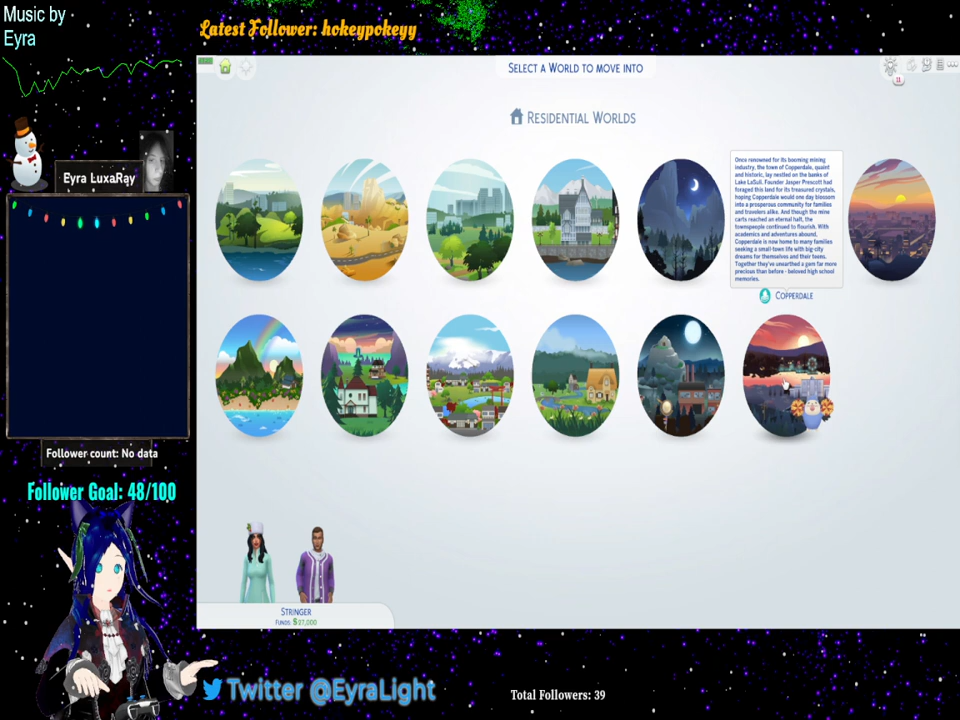 Music by
Eyra
Latest Follower: hokeypokeyy
Select a World to move into
11
Residential Worlds
Eyra LuxaRay
Once renowned for its booming mining
industry, the town of Copperdale, quaint
and historic, lay nestled on the banks of
Lake LaSuli. Founder Jesper Prescott had
foraged this land for its treasured crystals,
hoping Copperdale would one day blossom
into a prosperous community for families
and travelers alike. And though the mine
carts reached an eternal halt, the
townspeople continued to flourish. With
academics and adventures abound,
Copperdale is now home to many families
seeking a small-town life with big-city
dreams for themselves and their teens.
Together they've unearthed a gem far more
precious than before - beloved high school
memories.
Copperdale
Follower count: No data
Follower Goal: 48/100
Stringer
Funds: $27,000
Twitter @EyraLight
Total Followers: 39